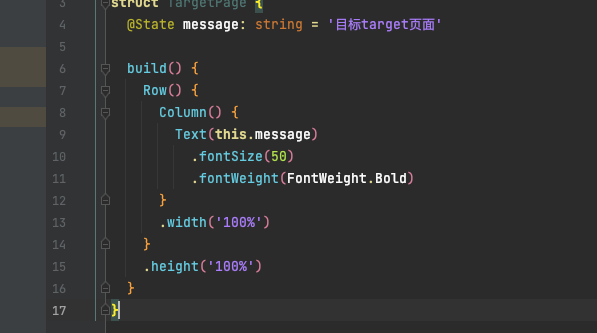 3 struct TargetPage {
4 @State message: string = '目标target页面'
5
6 build() {
7 Row() {
8 Column() {
9 Text(this.message)
10 .fontSize(50)
11 .fontWeight(FontWeight.Bold)
12 }
13 .width('100%')
14 }
15 .height('100%')
16 }
17 }